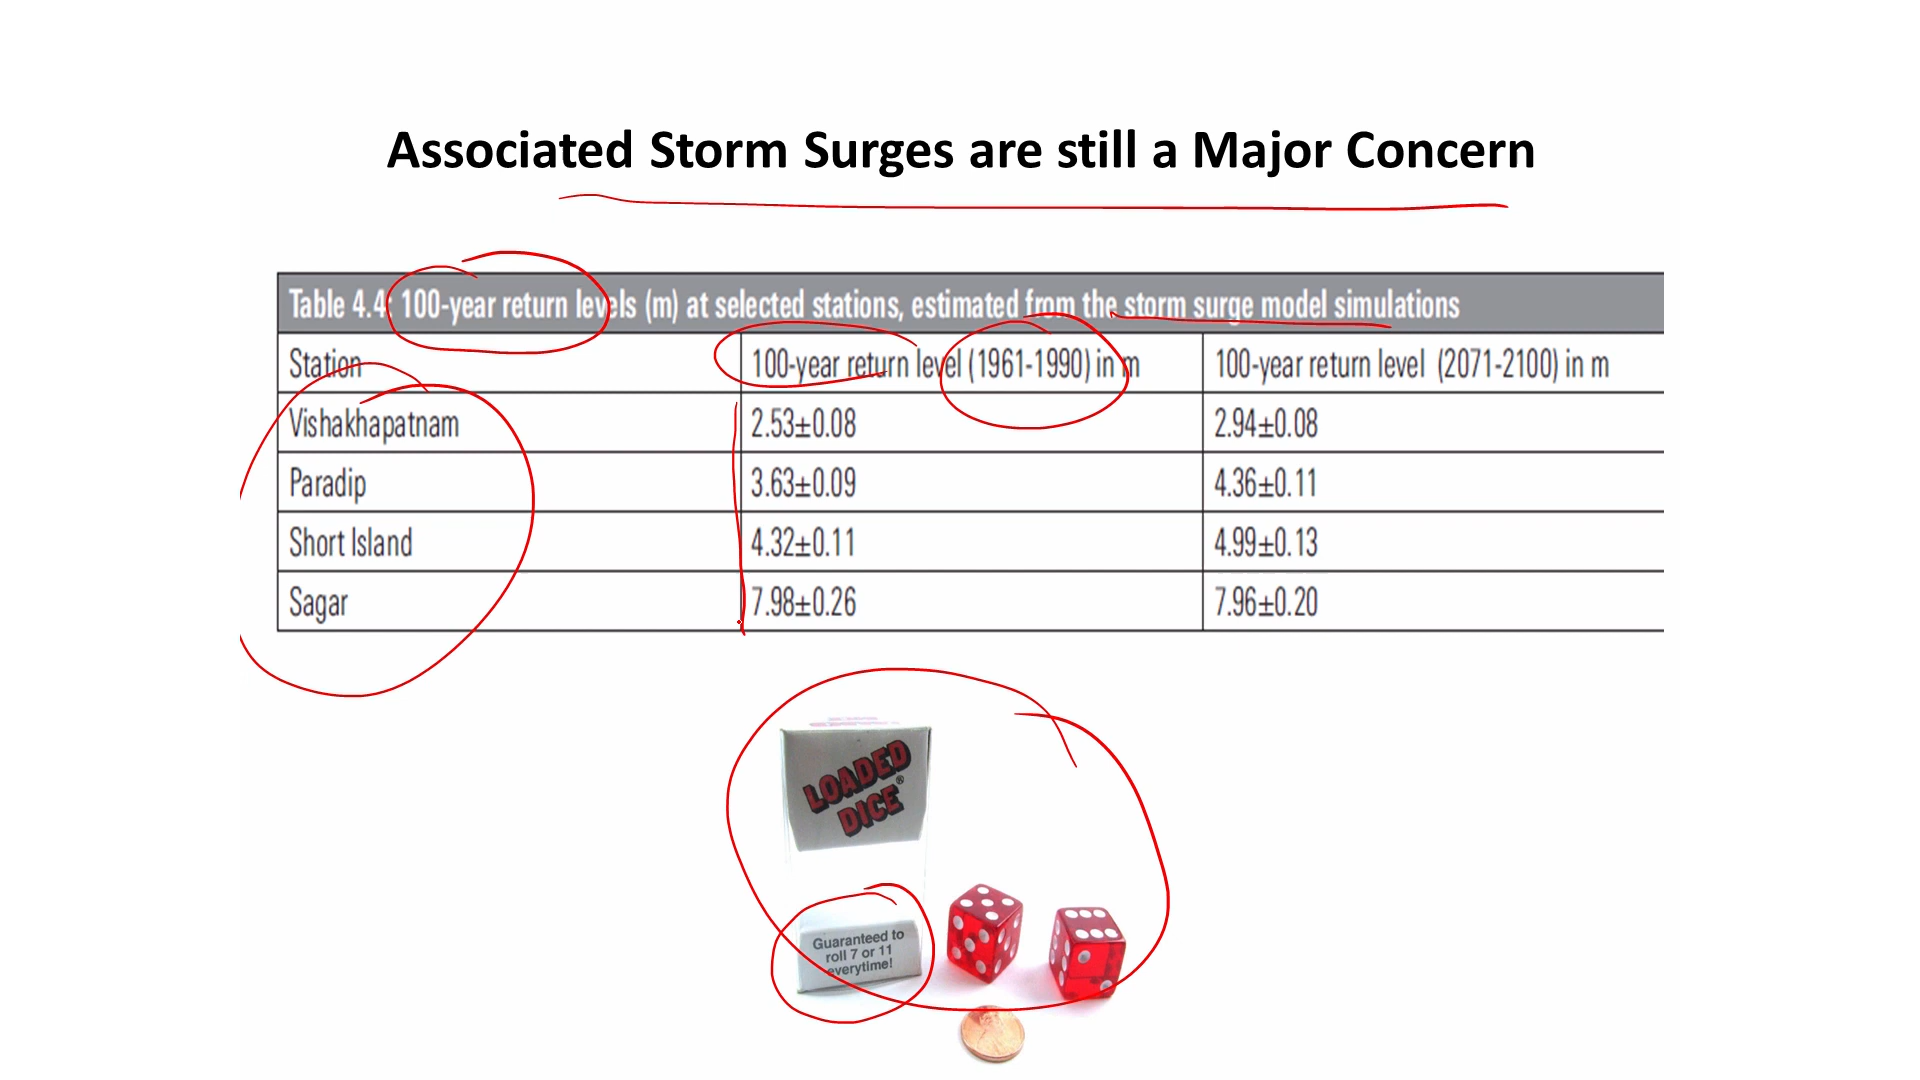 Associated Storm Surges are still a Major Concern
Table 4.4: 100-year return levels (m) at selected stations, estimated from the storm surge model simulations
Station 100-year return level (1961-1990) in m 100-year return level (2071-2100) in m
Vishakhapatnam 2.53±0.08 2.94±0.08
Paradip 3.63±0.09 4.36±0.11
Short Island 4.32±0.11 4.99±0.13
Sagar 7.98±0.26 7.96±0.20
LOADED
DICE®
Guaranteed to
roll 7 or 11
everytime!